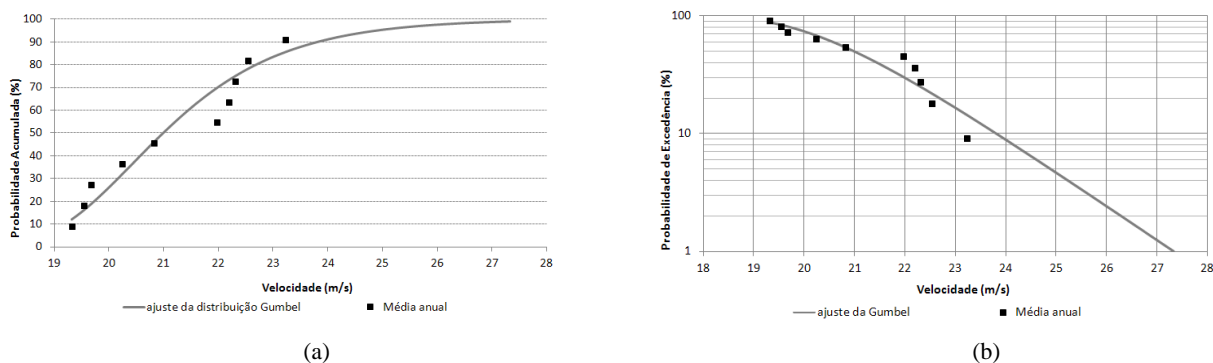 Probabilidade Acumulada (%)
100
90
80
70
60
50
40
30
20
10
0
19 20 21 22 23 24 25 26 27 28
Velocidade (m/s)
ajuste da distribuição Gumbel Média anual
(a)
Probabilidade de Excedência (%)
100
10
1
18 19 20 21 22 23 24 25 26 27 28
Velocidade (m/s)
ajuste da Gumbel Média anual
(b)